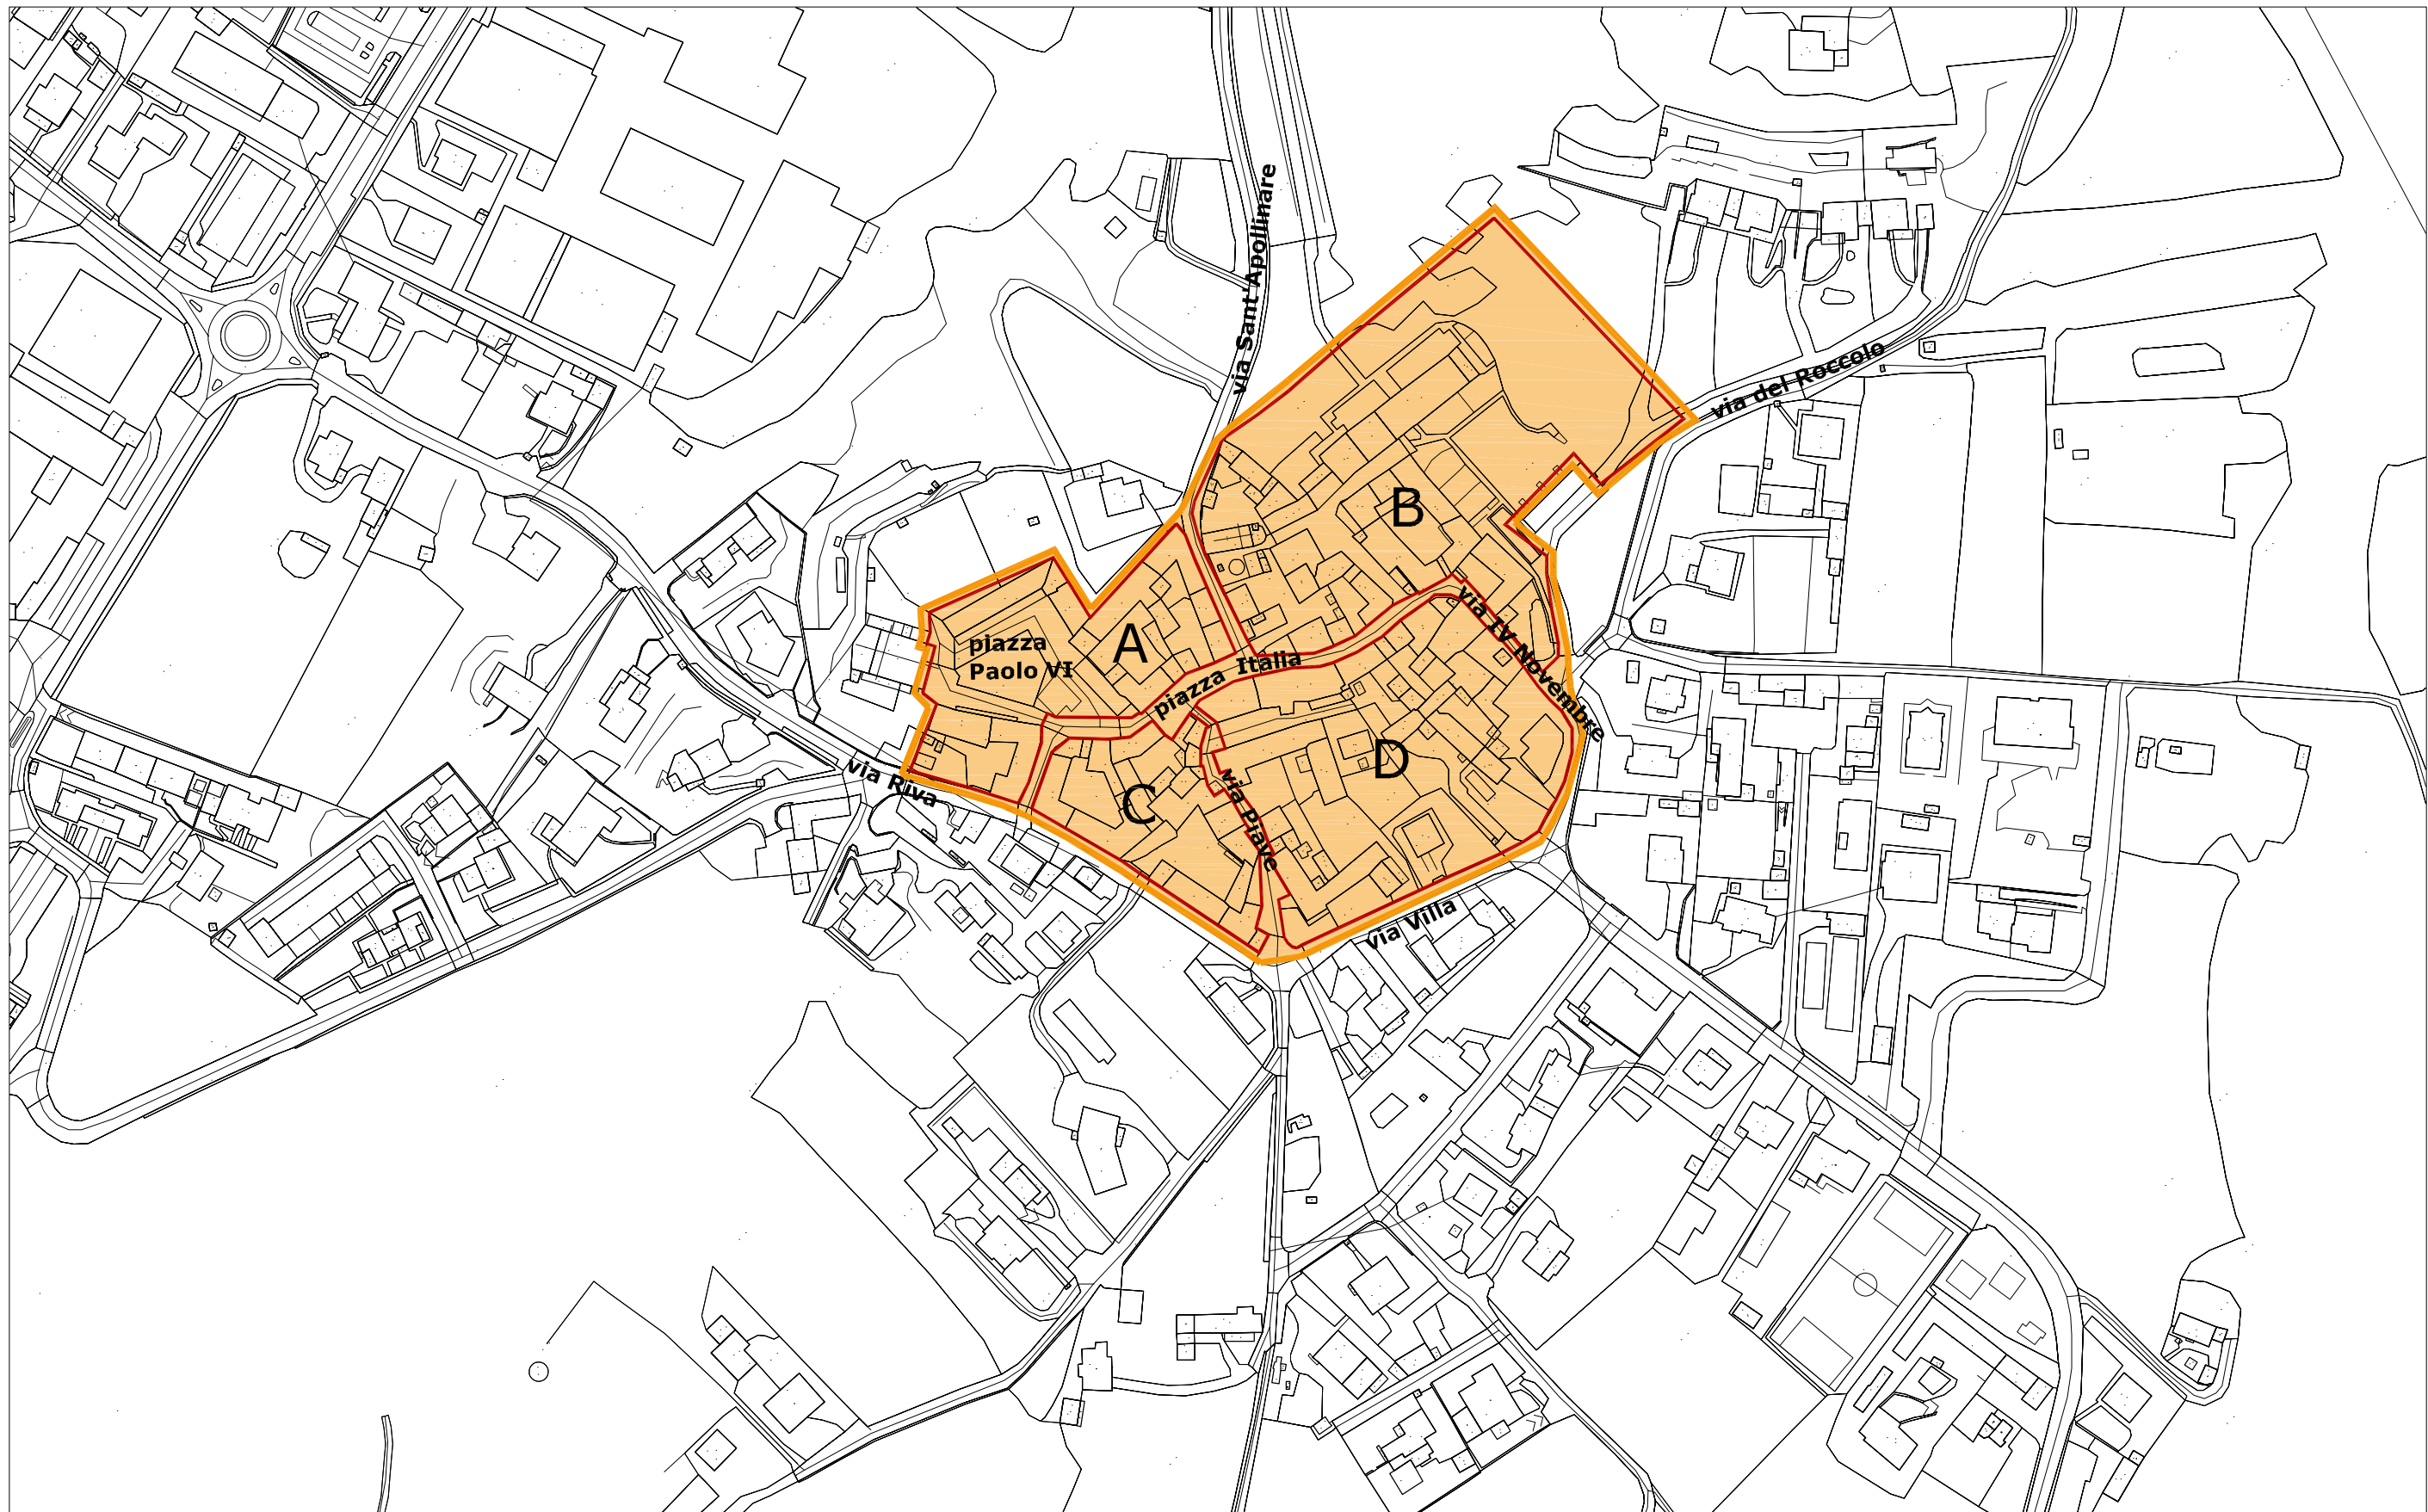 via Sant'Apollinare
via del Roccolo
B
via IV Novembre
piazza
Paolo VI
A
piazza Italia
D
via Riva
C
via Piave
via Villa